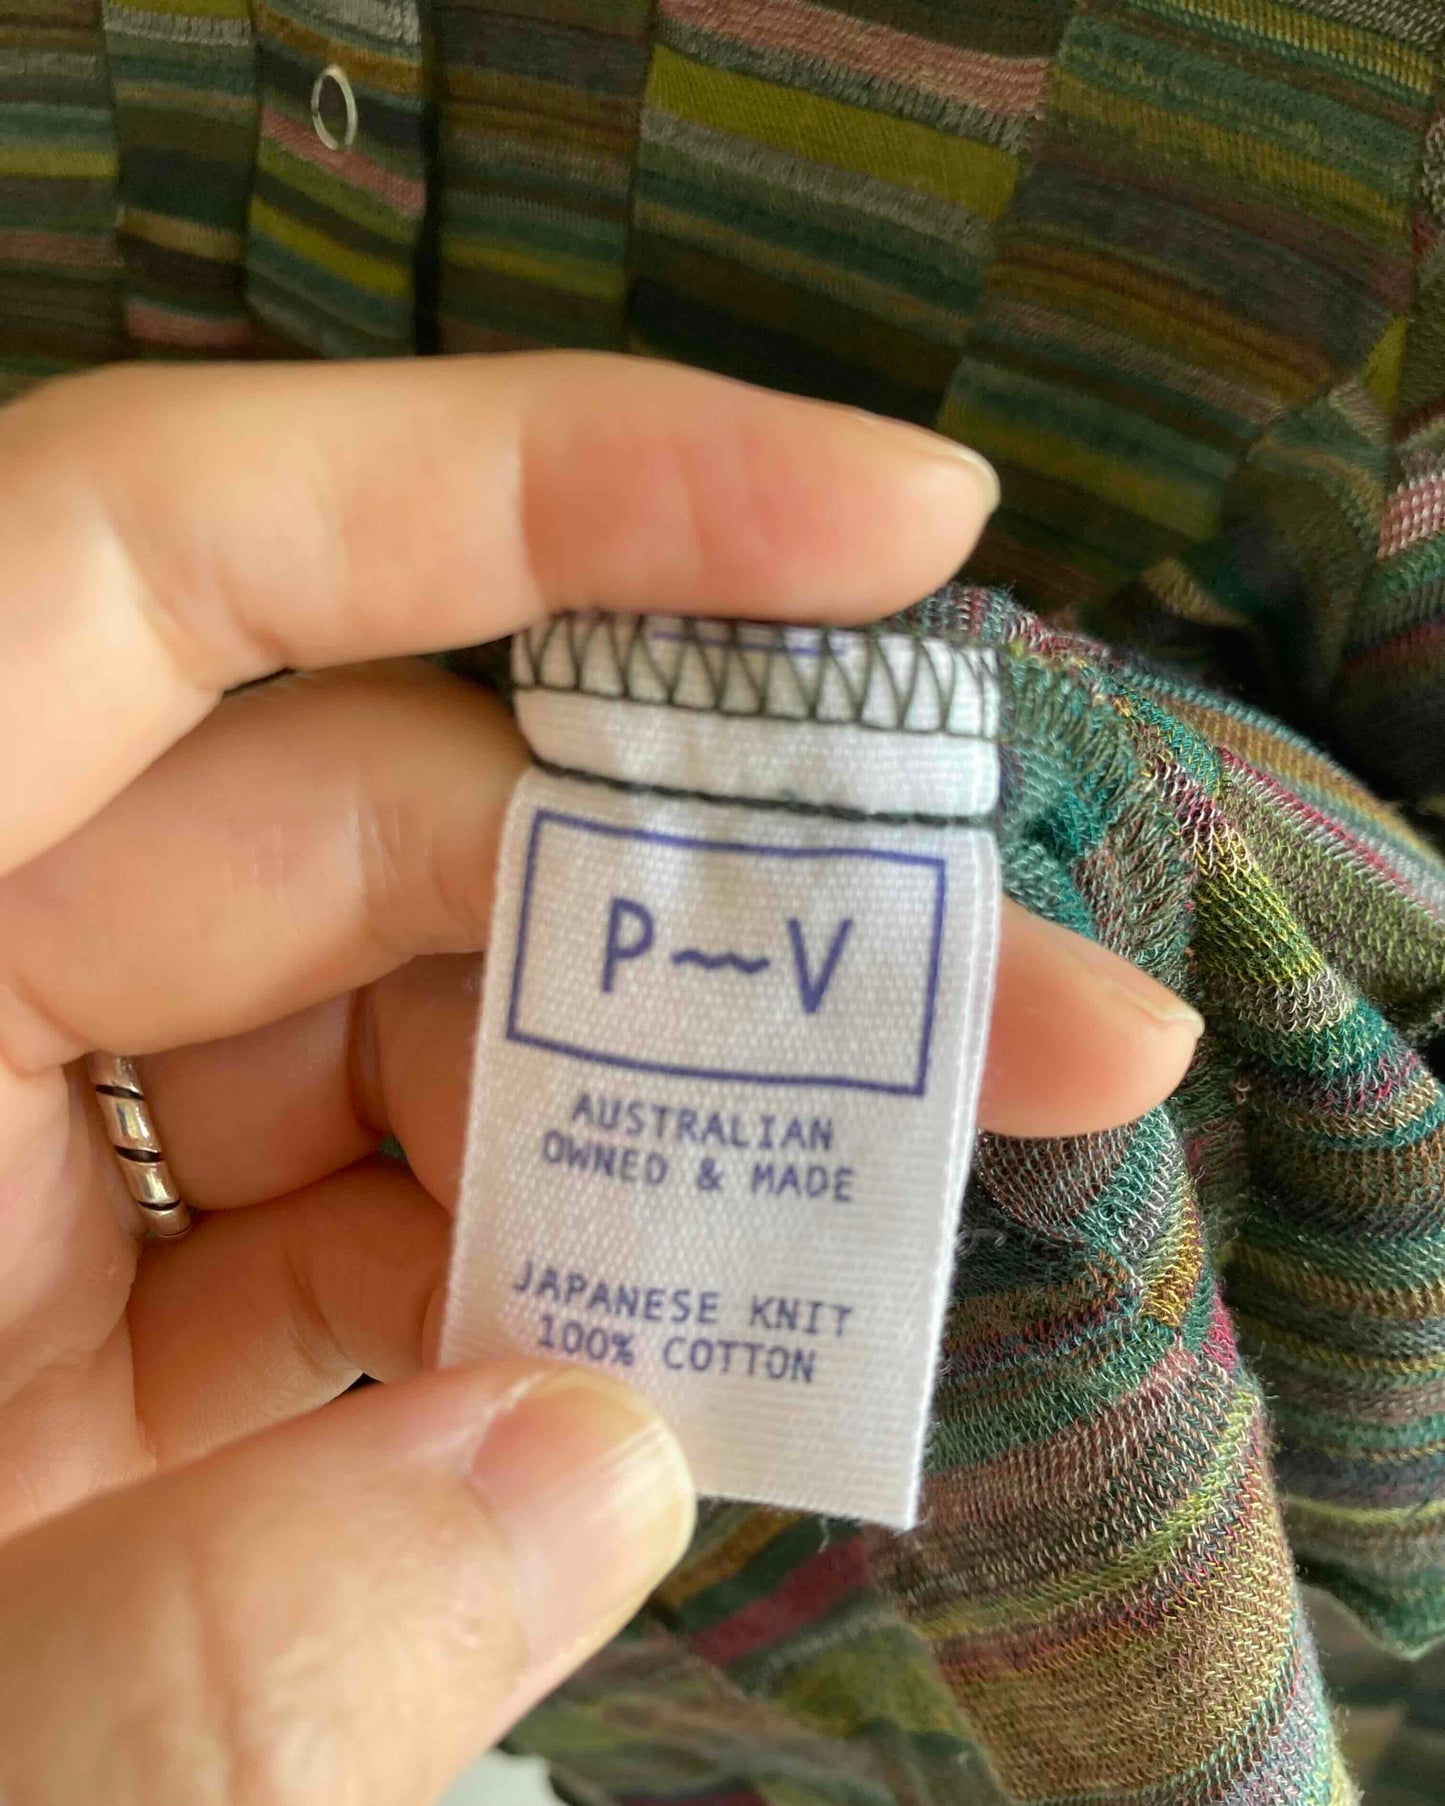 P~V
AUSTRALIAN
OWNED & MADE
JAPANESE KNIT
100% COTTON